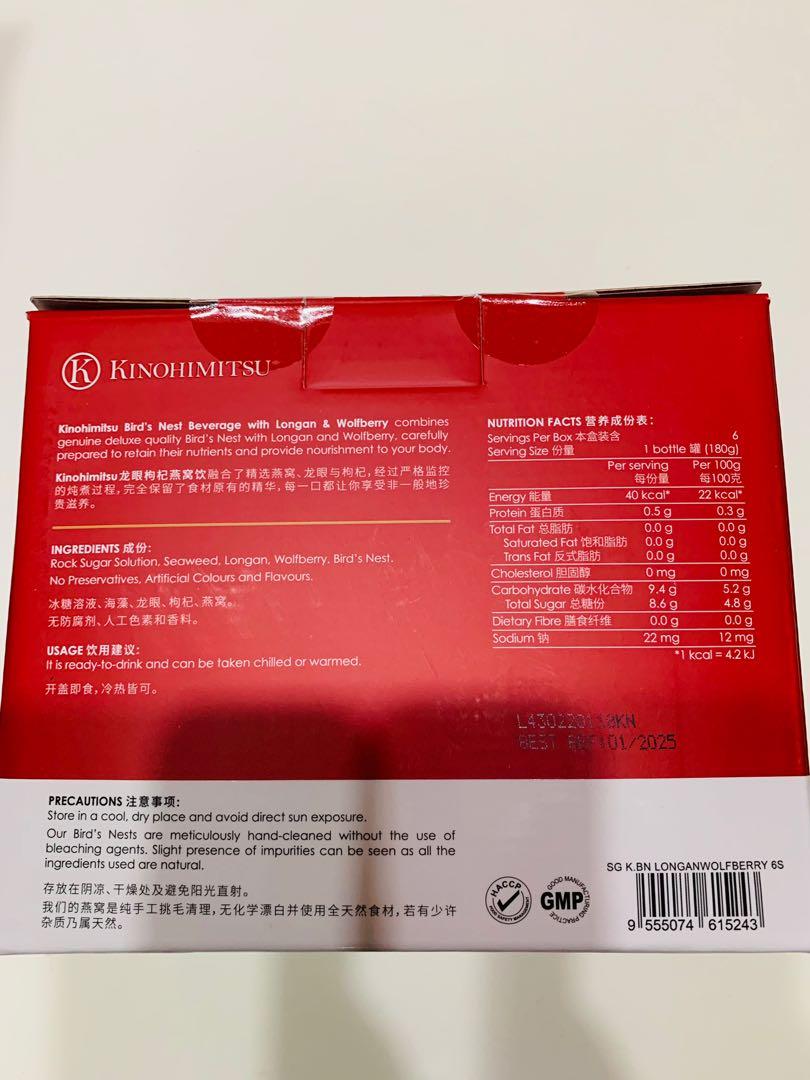 K KINOHIMITSU
Kinohimitsu Bird's Nest Beverage with Longan & Wolfberry combines
genuine deluxe quality Bird's Nest with Longan and Wolfberry, carefully
prepared to retain their nutrients and provide nourishment to your body.
Kinohimitsu龙眼枸杞燕窝饮融合了精选燕窝、龙眼与枸杞,经过严格监控
的炖煮过程,完全保留了食材原有的精华,每一口都让你享受非一般地珍
贵滋养。
INGREDIENTS 成份:
Rock Sugar Solution, Seaweed, Longan, Wolfberry, Bird's Nest.
No Preservatives, Artificial Colours and Flavours.
冰糖溶液、海藻、龙眼、枸杞、燕窝。
无防腐剂、人工色素和香料。
USAGE 饮用建议:
It is ready-to-drink and can be taken chilled or warmed.
开盖即食,冷热皆可。
NUTRITION FACTS 营养成份表:
Servings Per Box 本盒装含 6
Serving Size 份量 1 bottle 罐 (180g)
Per serving Per 100g
每份量 每100克
Energy 能量 40 kcal* 22 kcal*
Protein 蛋白质 0.5 g 0.3 g
Total Fat 总脂肪 0.0 g 0.0 g
Saturated Fat 饱和脂肪 0.0 g 0.0 g
Trans Fat 反式脂肪 0.0 g 0.0 g
Cholesterol 胆固醇 0 mg 0 mg
Carbohydrate 碳水化合物 9.4 g 5.2 g
Total Sugar 总糖份 8.6 g 4.8 g
Dietary Fibre 膳食纤维 0.0 g 0.0 g
Sodium 钠 22 mg 12 mg
*1 kcal = 4.2 kJ
BEST 01/2025
PRECAUTIONS 注意事项:
Store in a cool, dry place and avoid direct sun exposure.
Our Bird's Nests are meticulously hand-cleaned without the use of
bleaching agents. Slight presence of impurities can be seen as all the
ingredients used are natural.
存放在阴凉、干燥处及避免阳光直射。
我们的燕窝是纯手工挑毛清理,无化学漂白并使用全天然食材,若有少许
杂质乃属天然。
HACCP
FOOD SAFETY MANAGEMENT
GOOD MANUFACTURING PRACTICE
GMP
SG K.BN LONGANWOLFBERRY 6S
9 555074 615243